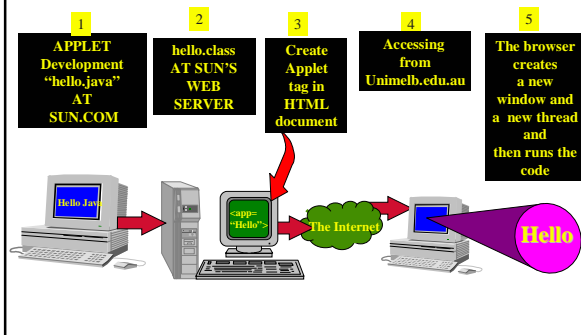 1
APPLET
Development
“hello.java”
AT
SUN.COM
2
hello.class
AT SUN’S
WEB
SERVER
3
Create
Applet
tag in
HTML
document
4
Accessing
from
Unimelb.edu.au
5
The browser
creates
a new
window and
a new thread
and
then runs the
code
Hello Java
<app=
“Hello”>
The Internet
Hello